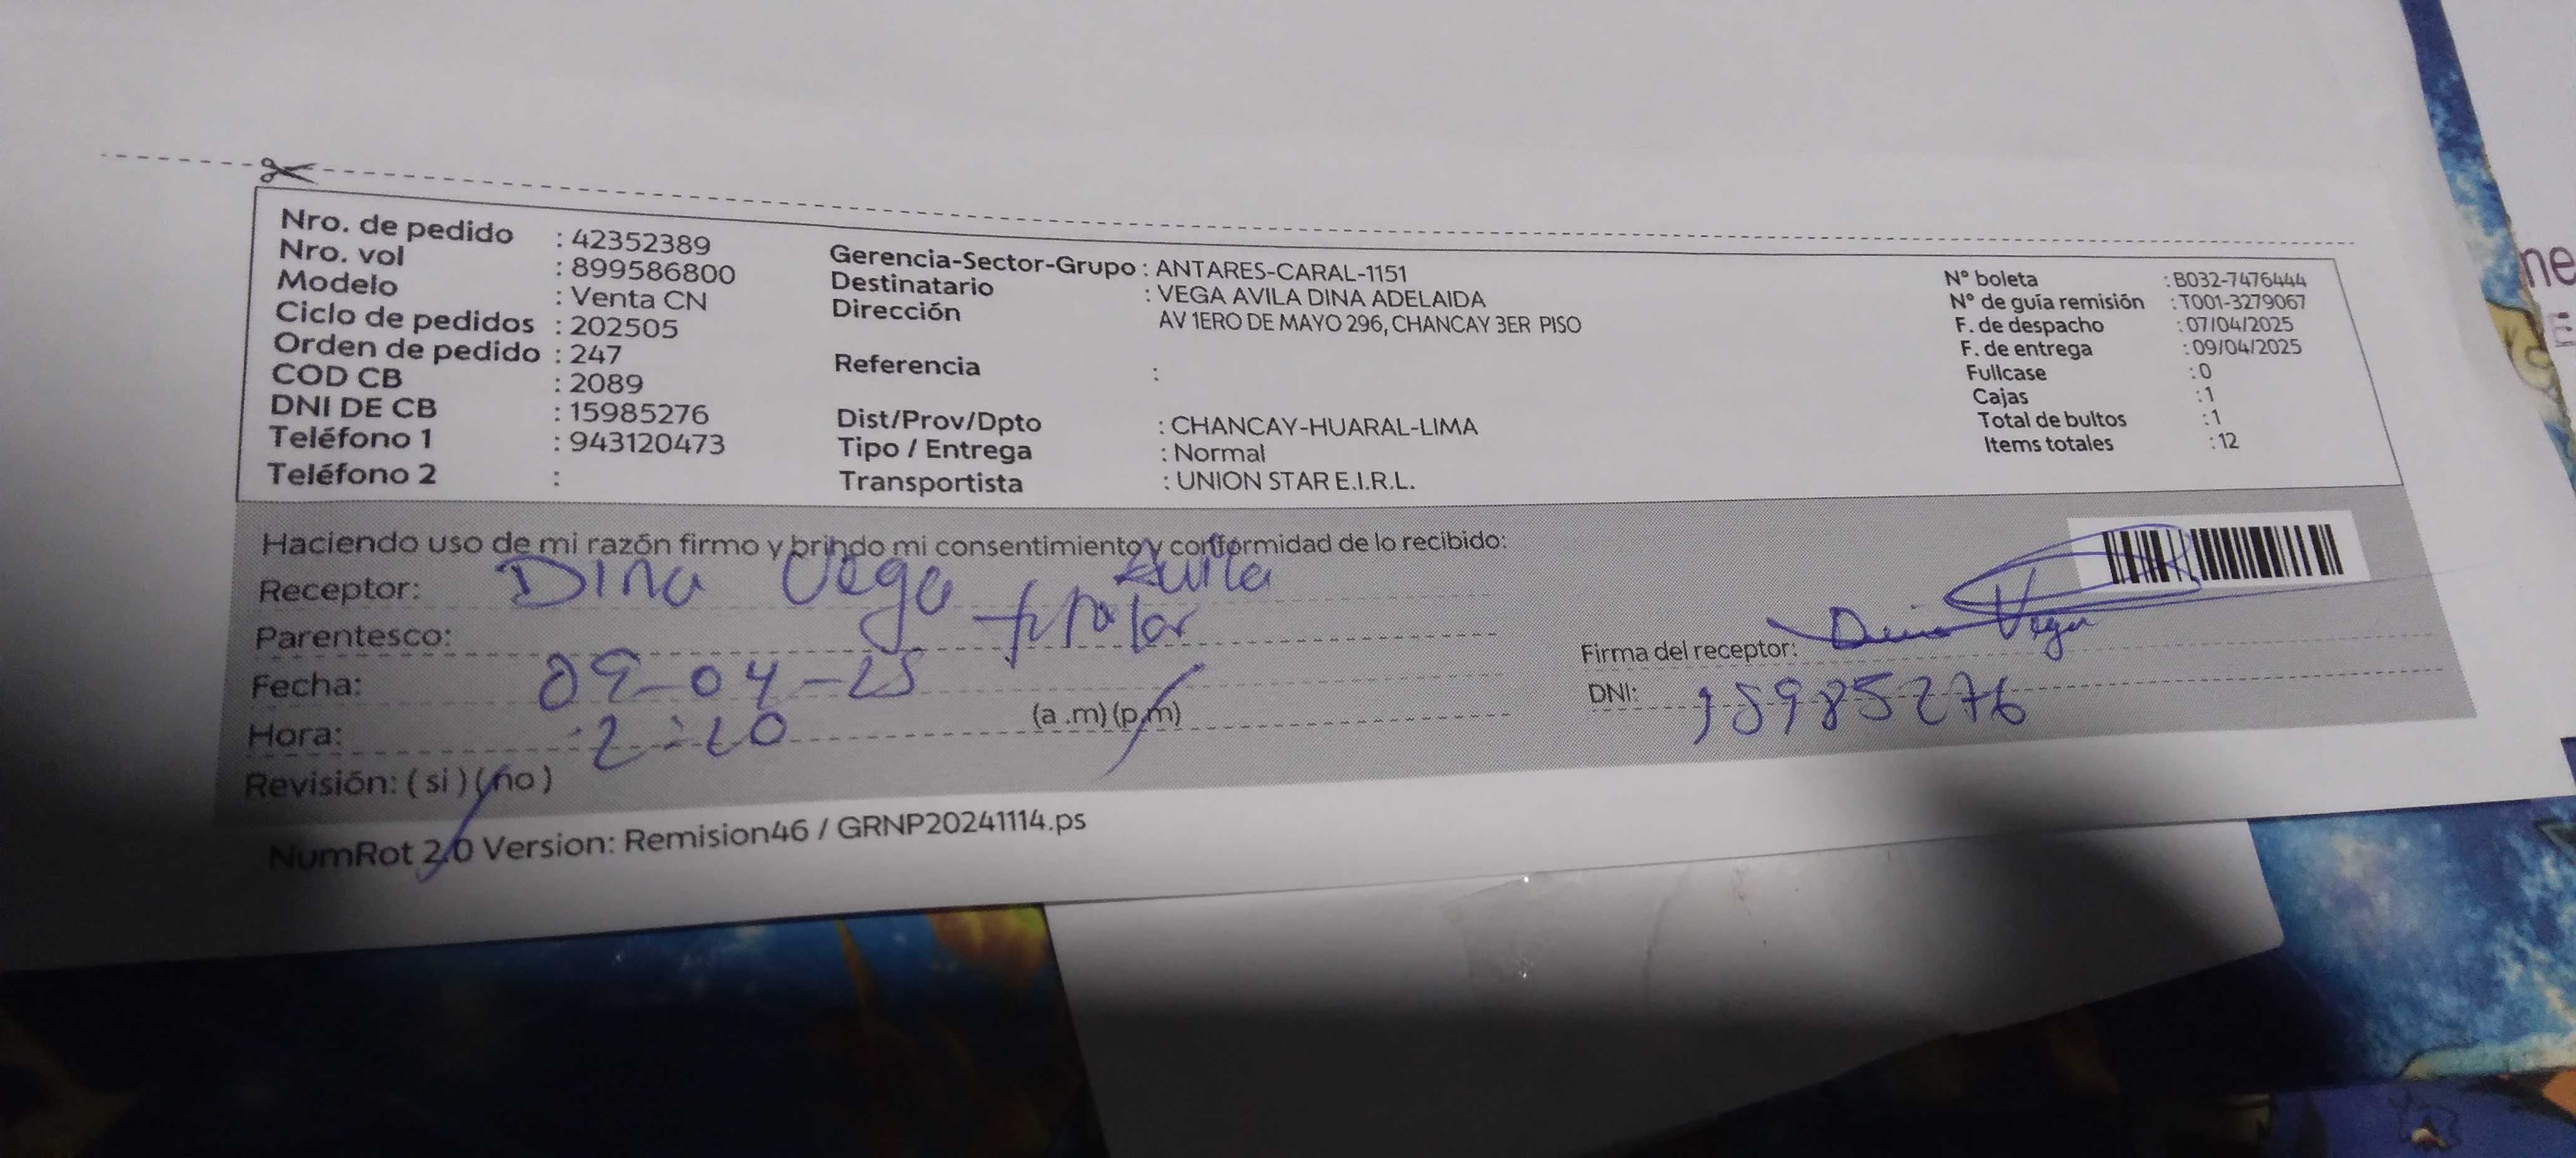 Nro. de pedido : 42352389
Nro. vol : 899586800
Modelo : Venta CN
Ciclo de pedidos : 202505
Orden de pedido : 247
COD CB : 2089
DNI DE CB : 15985276
Teléfono 1 : 943120473
Teléfono 2 :
Gerencia-Sector-Grupo : ANTARES-CARAL-1151
Destinatario : VEGA AVILA DINA ADELAIDA
Dirección AV 1ERO DE MAYO 296, CHANCAY 3ER PISO
Referencia :
Dist/Prov/Dpto : CHANCAY-HUARAL-LIMA
Tipo / Entrega : Normal
Transportista : UNION STAR E.I.R.L.
N° boleta : B032-7476444
N° de guía remisión : T001-3279067
F. de despacho : 07/04/2025
F. de entrega : 09/04/2025
Fullcase : 0
Cajas : 1
Total de bultos : 1
Items totales : 12
Haciendo uso de mi razón firmo y brindo mi consentimiento y conformidad de lo recibido:
Receptor: Dina Vega Avila
Parentesco: titular
Fecha: 09-04-25
Hora: 2:20 (a .m) (p.m)
Revisión: ( si ) ( no )
Firma del receptor: Dina Vega
DNI: 15985276
NumRot 2.0 Version: Remision46 / GRNP20241114.ps